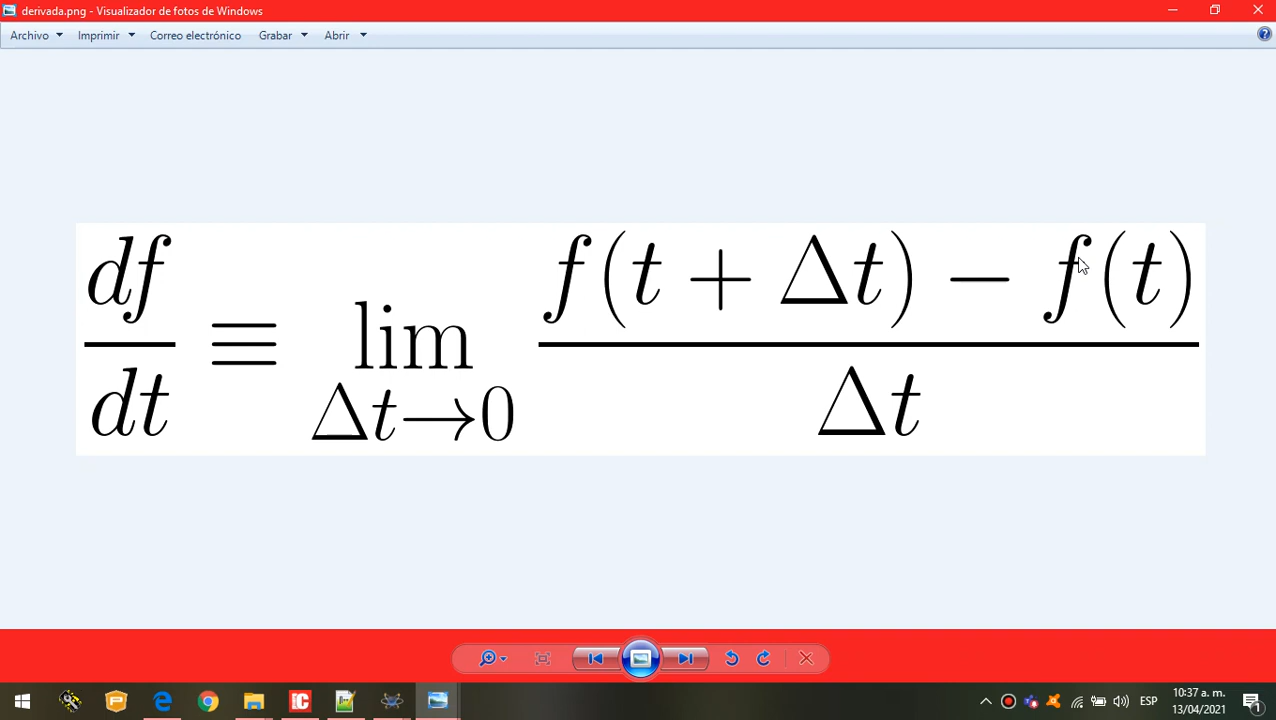 derivada.png - Visualizador de fotos de Windows
Archivo Imprimir Correo electrónico Grabar Abrir
df/dt ≡ lim Δt→0 f(t + Δt) − f(t) / Δt
ESP
10:37 a. m.
13/04/2021